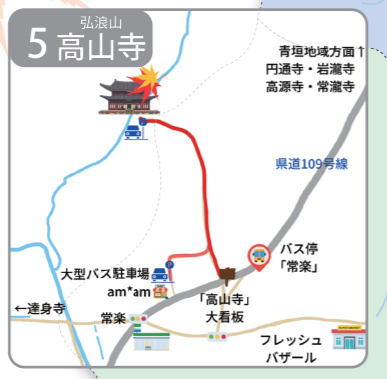 弘浪山
5 高山寺
青垣地域方面↑
円通寺・岩瀧寺
高源寺・常瀧寺
県道109号線
バス停
「常楽」
大型バス駐車場
am*am
「高山寺」
大看板
←達身寺
常楽
フレッシュ
バザール